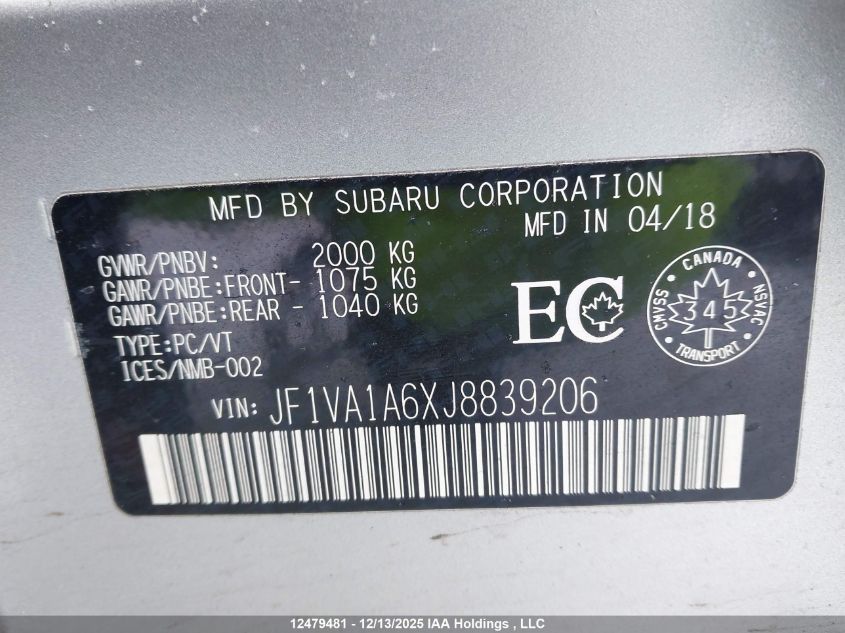 MFD BY SUBARU CORPORATION
MFD IN 04/18
GVWR/PNBV: 2000 KG
GAWR/PNBE:FRONT- 1075 KG
GAWR/PNBE:REAR - 1040 KG
TYPE:PC/VT
ICES/NMB-002
EC
CANADA
CMVSS 345 NSVAC
TRANSPORT
VIN: JF1VA1A6XJ8839206
12479481 - 12/13/2025 IAA Holdings , LLC